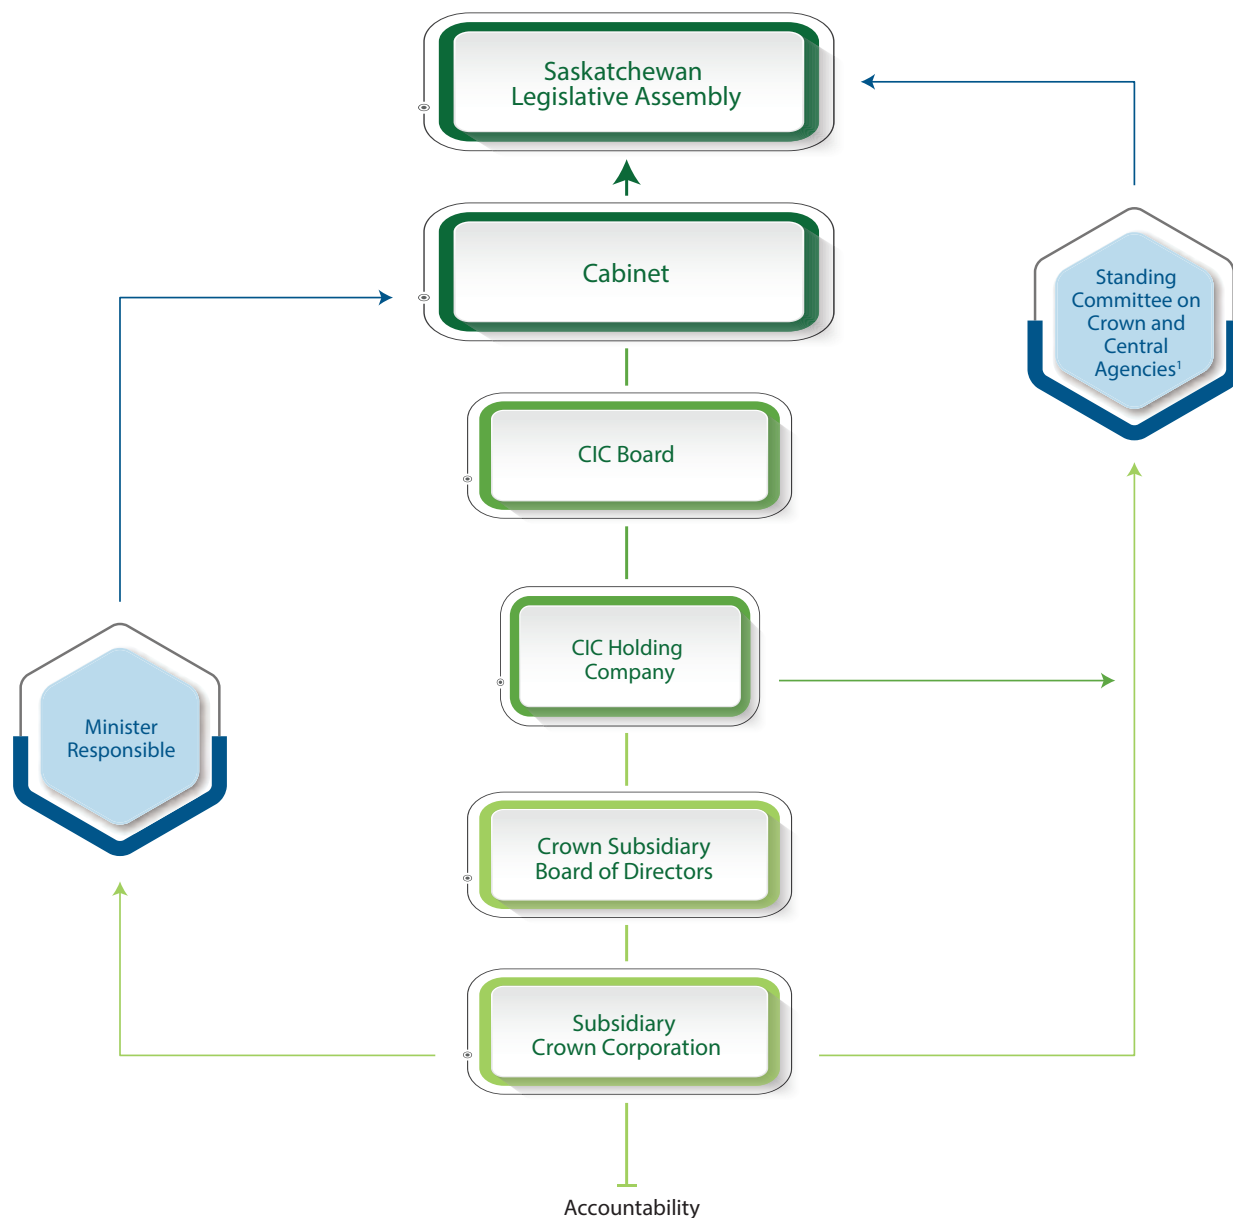 Saskatchewan
Legislative Assembly
Cabinet
Standing
Committee on
Crown and
Central
Agencies¹
CIC Board
CIC Holding
Company
Minister
Responsible
Crown Subsidiary
Board of Directors
Subsidiary
Crown Corporation
Accountability